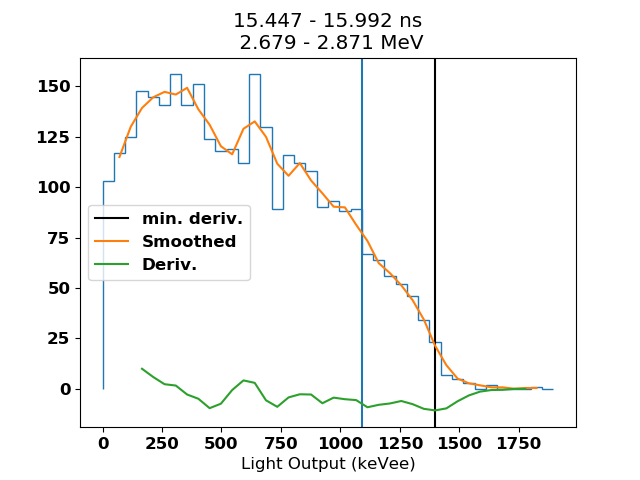 15.447 - 15.992 ns
2.679 - 2.871 MeV
150
125
100
75
50
25
0
min. deriv.
Smoothed
Deriv.
0 250 500 750 1000 1250 1500 1750
Light Output (keVee)